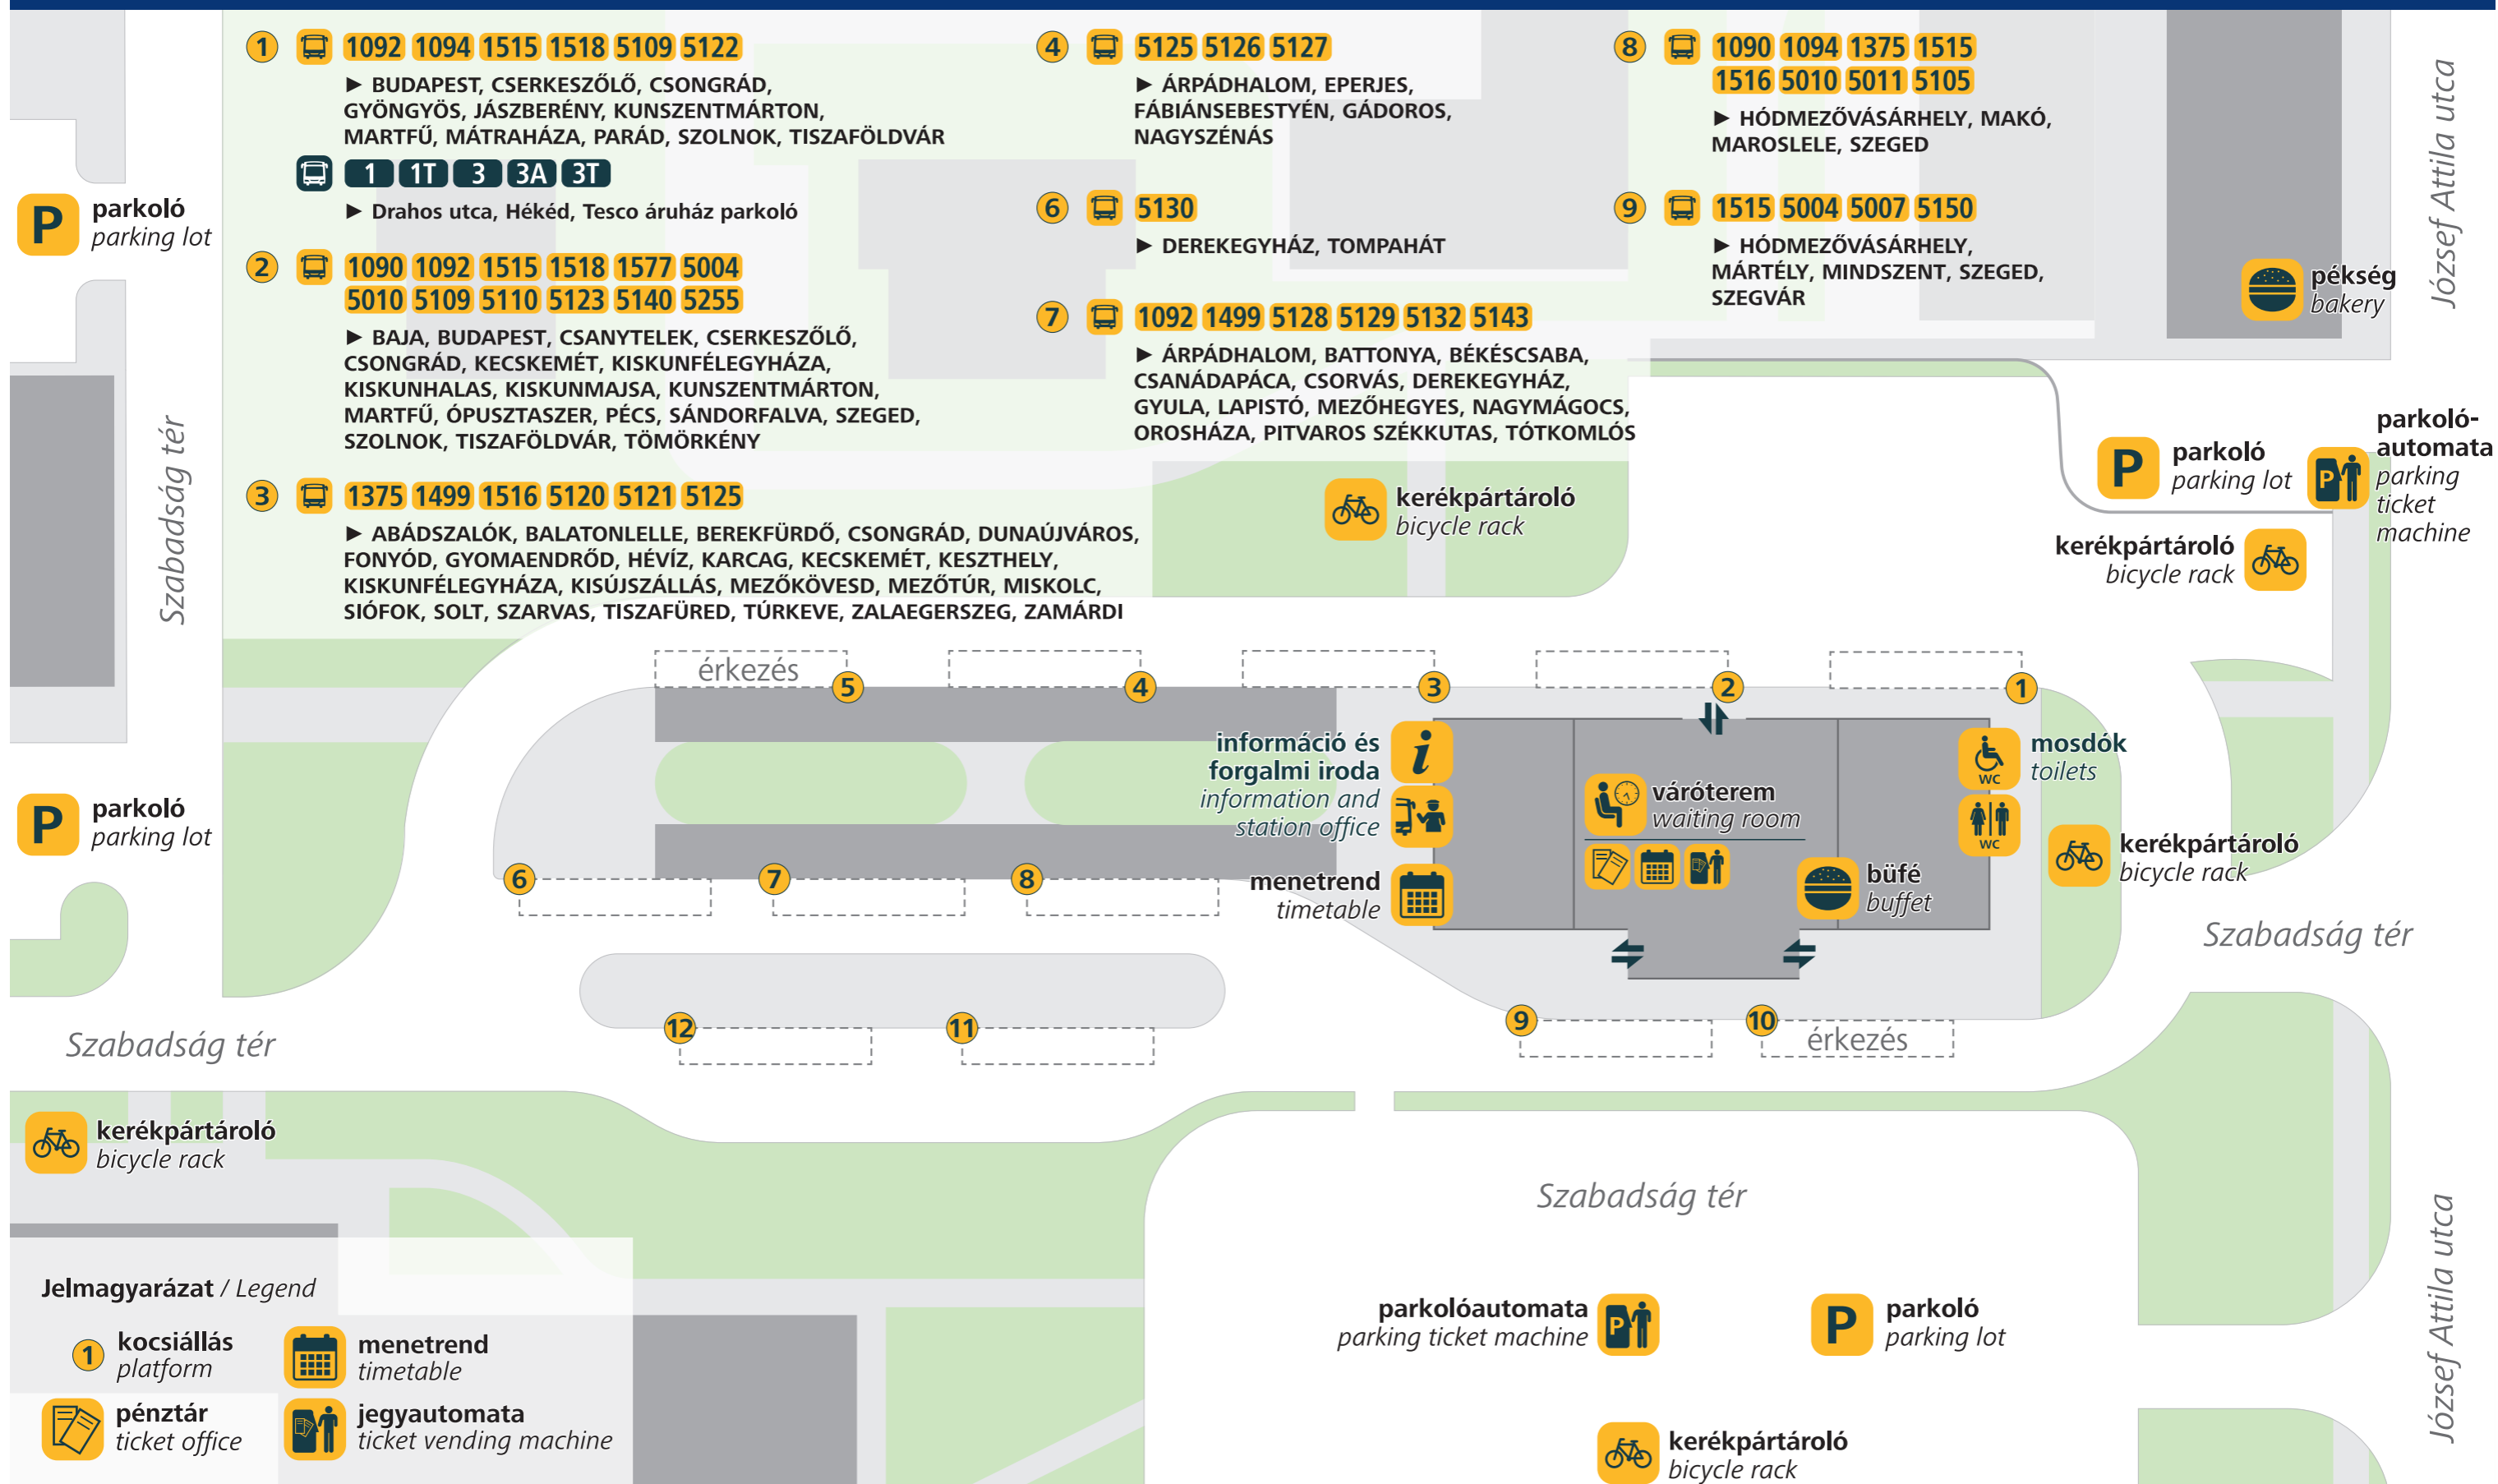 1 1092 1094 1515 1518 5109 5122
► BUDAPEST, CSERKESZŐLŐ, CSONGRÁD,
GYÖNGYÖS, JÁSZBERÉNY, KUNSZENTMÁRTON,
MARTFŰ, MÁTRAHÁZA, PARÁD, SZOLNOK, TISZAFÖLDVÁR
1 1T 3 3A 3T
► Drahos utca, Hékéd, Tesco áruház parkoló
2 1090 1092 1515 1518 1577 5004
5010 5109 5110 5123 5140 5255
► BAJA, BUDAPEST, CSANYTELEK, CSERKESZŐLŐ,
CSONGRÁD, KECSKEMÉT, KISKUNFÉLEGYHÁZA,
KISKUNHALAS, KISKUNMAJSA, KUNSZENTMÁRTON,
MARTFŰ, ÓPUSZTASZER, PÉCS, SÁNDORFALVA, SZEGED,
SZOLNOK, TISZAFÖLDVÁR, TÖMÖRKÉNY
3 1375 1499 1516 5120 5121 5125
► ABÁDSZALÓK, BALATONLELLE, BEREKFÜRDŐ, CSONGRÁD, DUNAÚJVÁROS,
FONYÓD, GYOMAENDRŐD, HÉVÍZ, KARCAG, KECSKEMÉT, KESZTHELY,
KISKUNFÉLEGYHÁZA, KISÚJSZÁLLÁS, MEZŐKÖVESD, MEZŐTÚR, MISKOLC,
SIÓFOK, SOLT, SZARVAS, TISZAFÜRED, TÚRKEVE, ZALAEGERSZEG, ZAMÁRDI
4 5125 5126 5127
► ÁRPÁDHALOM, EPERJES,
FÁBIÁNSEBESTYÉN, GÁDOROS,
NAGYSZÉNÁS
6 5130
► DEREKEGYHÁZ, TOMPAHÁT
7 1092 1499 5128 5129 5132 5143
► ÁRPÁDHALOM, BATTONYA, BÉKÉSCSABA,
CSANÁDAPÁCA, CSORVÁS, DEREKEGYHÁZ,
GYULA, LAPISTÓ, MEZŐHEGYES, NAGYMÁGOCS,
OROSHÁZA, PITVAROS SZÉKKUTAS, TÓTKOMLÓS
8 1090 1094 1375 1515
1516 5010 5011 5105
► HÓDMEZŐVÁSÁRHELY, MAKÓ,
MAROSLELE, SZEGED
9 1515 5004 5007 5150
► HÓDMEZŐVÁSÁRHELY,
MÁRTÉLY, MINDSZENT, SZEGED,
SZEGVÁR
József Attila utca
P parkoló
parking lot
pékség
bakery
Szabadság tér
kerékpártároló
bicycle rack
P parkoló
parking lot
P
parkoló-
automata
parking
ticket
machine
kerékpártároló
bicycle rack
érkezés
5
4
3
2
1
információ és
forgalmi iroda
information and
station office
i
menetrend
timetable
váróterem
waiting room
büfé
buffet
WC
WC
mosdók
toilets
kerékpártároló
bicycle rack
P parkoló
parking lot
6
7
8
Szabadság tér
12
11
9
10
érkezés
Szabadság tér
kerékpártároló
bicycle rack
Szabadság tér
József Attila utca
parkolóautomata
parking ticket machine
P
P parkoló
parking lot
kerékpártároló
bicycle rack
Jelmagyarázat / Legend
1 kocsiállás
platform
menetrend
timetable
pénztár
ticket office
jegyautomata
ticket vending machine